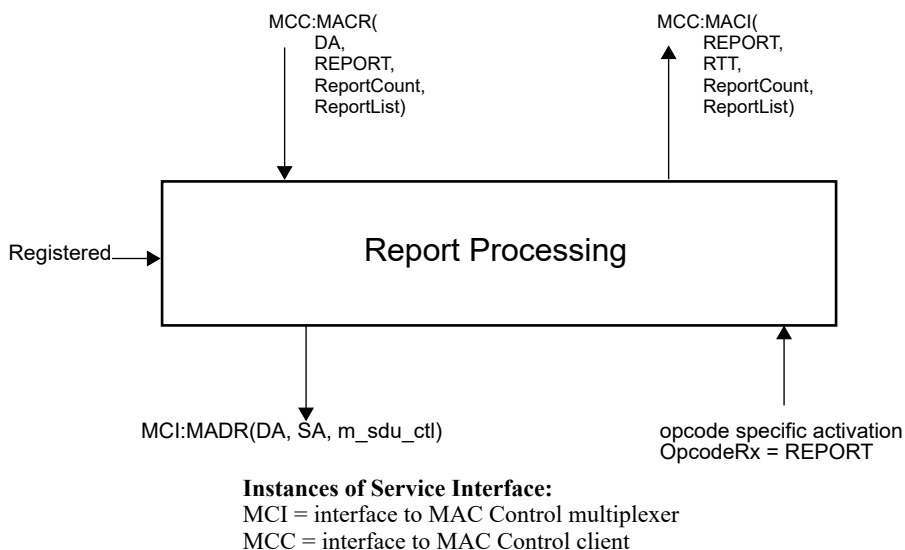 MCC:MACR(
DA,
REPORT,
ReportCount,
ReportList)
MCC:MACI(
REPORT,
RTT,
ReportCount,
ReportList)
Registered
Report Processing
MCI:MADR(DA, SA, m_sdu_ctl)
opcode specific activation
OpcodeRx = REPORT
Instances of Service Interface:
MCI = interface to MAC Control multiplexer
MCC = interface to MAC Control client